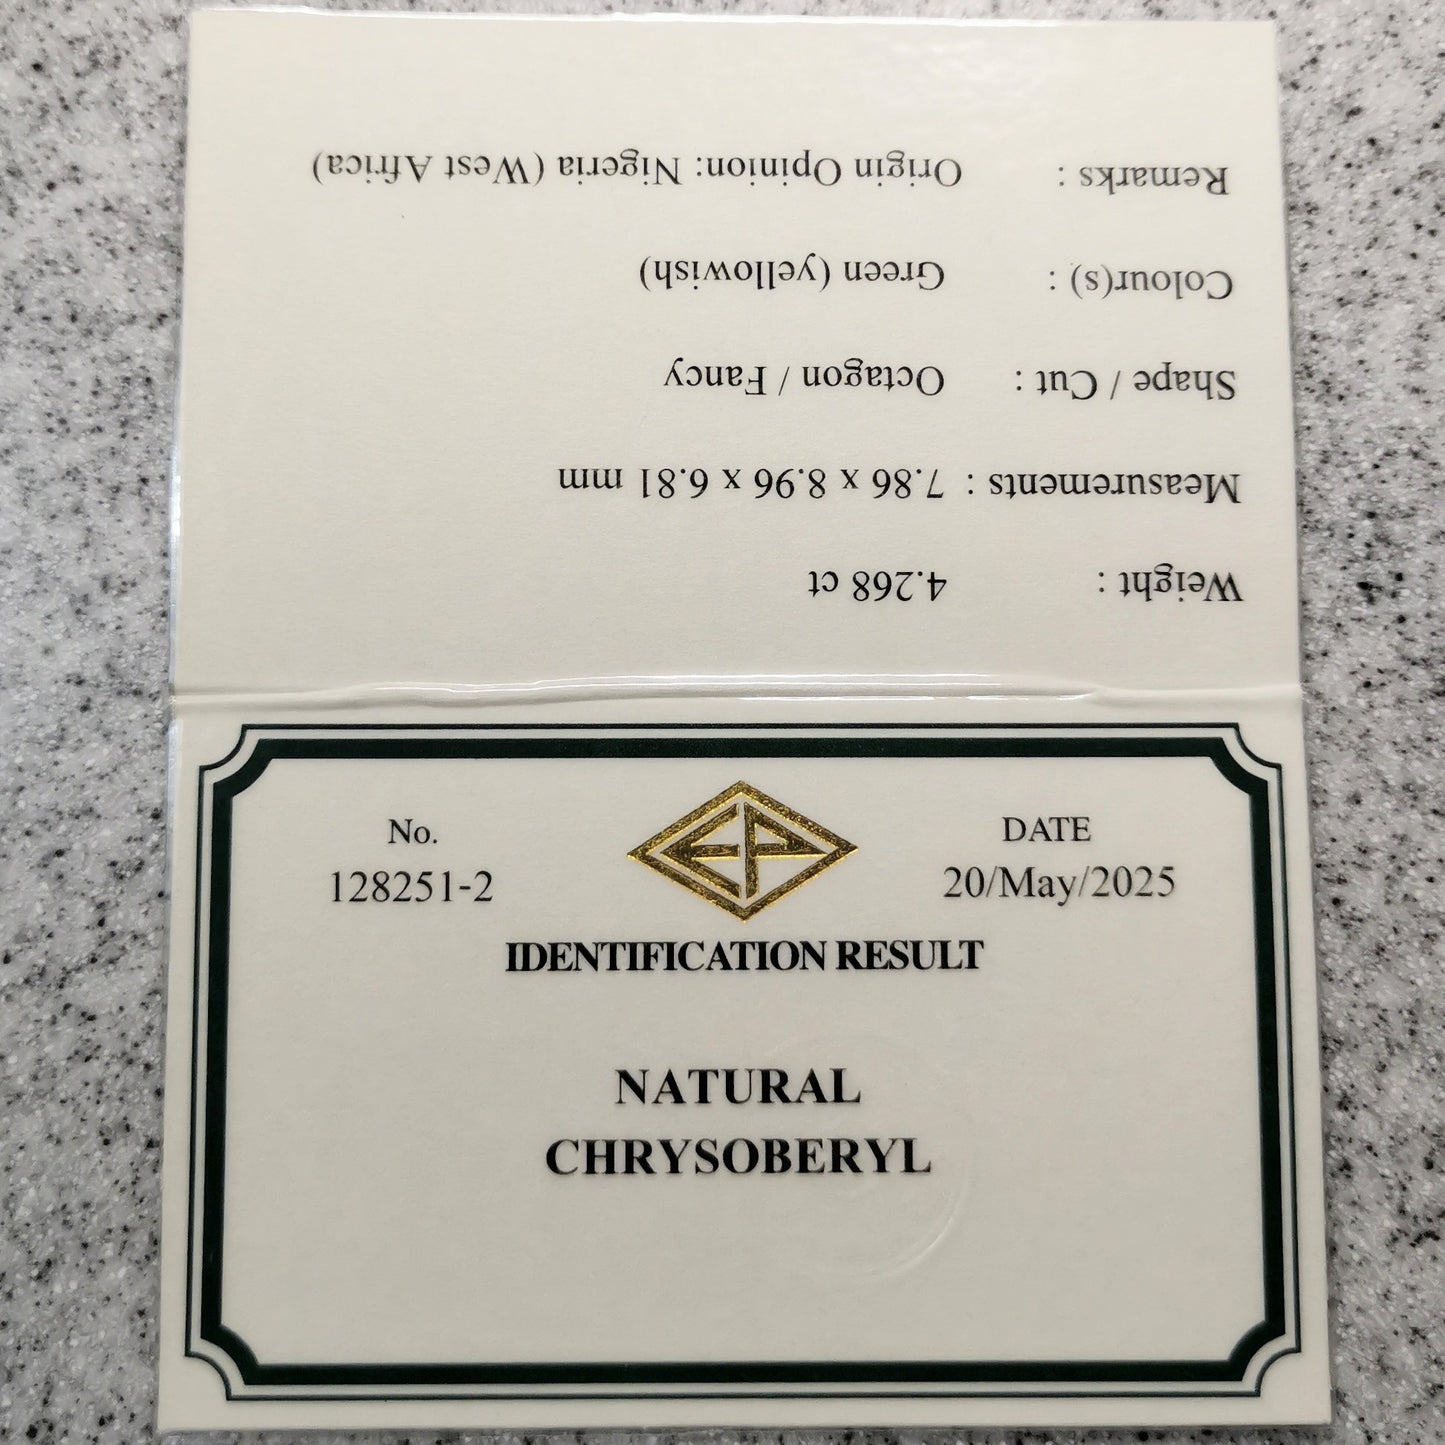 Weight : 4.268 ct
Measurements : 7.86 x 8.96 x 6.81 mm
Shape / Cut : Octagon / Fancy
Colour(s) : Green (yellowish)
Remarks : Origin Opinion: Nigeria (West Africa)
No.
128251-2
EP
DATE
20/May/2025
IDENTIFICATION RESULT
NATURAL
CHRYSOBERYL